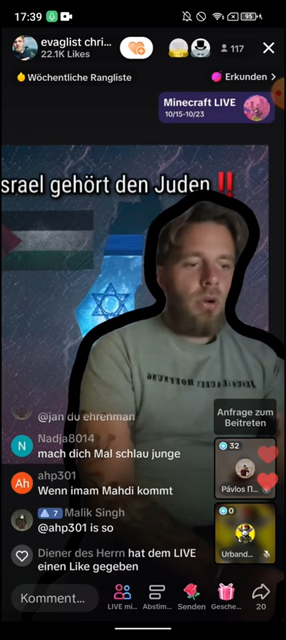 17:39
95
evaglist chri...
22.1K Likes
117
Wöchentliche Rangliste
Erkunden >
Minecraft LIVE
10/15-10/23
srael gehört den Juden‼️
@jan du ehrenman
Nadja8014
mach dich Mal schlau junge
ahp301
Wenn imam Mahdi kommt
7 Malik Singh
@ahp301 is so
Diener des Herrn hat dem LIVE
einen Like gegeben
Anfrage zum
Beitreten
32
Pávlos Π...
0
Urband...
Komment...
LIVE mi...
Abstim...
Senden
Gesche...
20